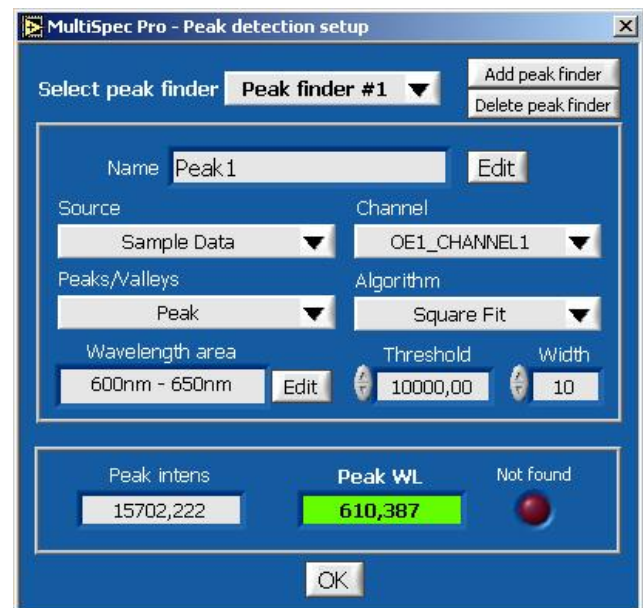 MultiSpec Pro - Peak detection setup
Select peak finder Peak finder #1
Add peak finder
Delete peak finder
Name Peak1 Edit
Source Channel
Sample Data OE1_CHANNEL1
Peaks/Valleys Algorithm
Peak Square Fit
Wavelength area Threshold Width
600nm - 650nm Edit 10000,00 10
Peak intens Peak WL Not found
15702,222 610,387
OK